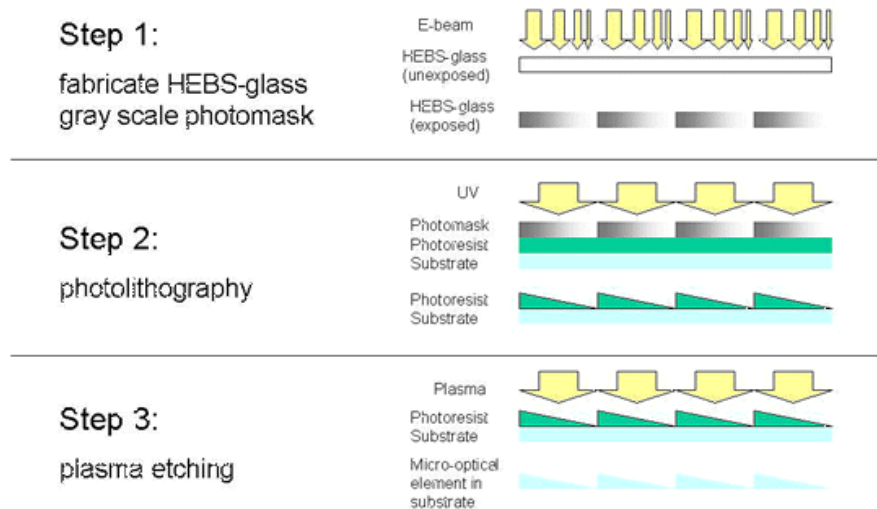 Step 1:
fabricate HEBS-glass
gray scale photomask
E-beam
HEBS-glass
(unexposed)
HEBS-glass
(exposed)
Step 2:
photolithography
UV
Photomask
Photoresist
Substrate
Photoresist
Substrate
Step 3:
plasma etching
Plasma
Photoresist
Substrate
Micro-optical
element in
substrate